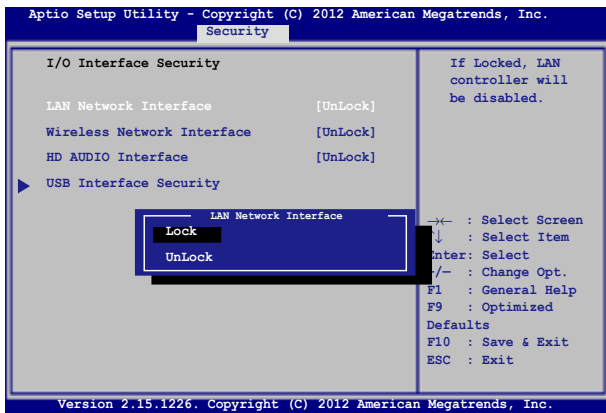 Aptio Setup Utility - Copyright (C) 2012 American Megatrends, Inc.
Security
I/O Interface Security
LAN Network Interface [UnLock]
Wireless Network Interface [UnLock]
HD AUDIO Interface [UnLock]
USB Interface Security
If Locked, LAN
controller will
be disabled.
LAN Network Interface
Lock
UnLock
→← : Select Screen
↓ : Select Item
Enter: Select
/— : Change Opt.
F1 : General Help
F9 : Optimized
Defaults
F10 : Save & Exit
ESC : Exit
Version 2.15.1226. Copyright (C) 2012 American Megatrends, Inc.